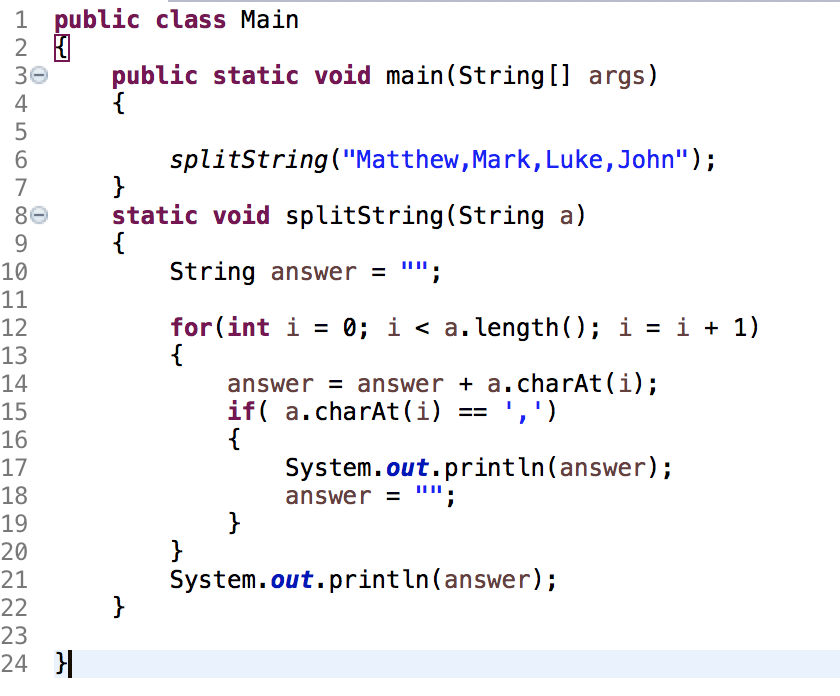 1 public class Main
2 {
3 public static void main(String[] args)
4 {
5
6 splitString("Matthew,Mark,Luke,John");
7 }
8 static void splitString(String a)
9 {
10 String answer = "";
11
12 for(int i = 0; i < a.length(); i = i + 1)
13 {
14 answer = answer + a.charAt(i);
15 if( a.charAt(i) == ',')
16 {
17 System.out.println(answer);
18 answer = "";
19 }
20 }
21 System.out.println(answer);
22 }
23
24 }